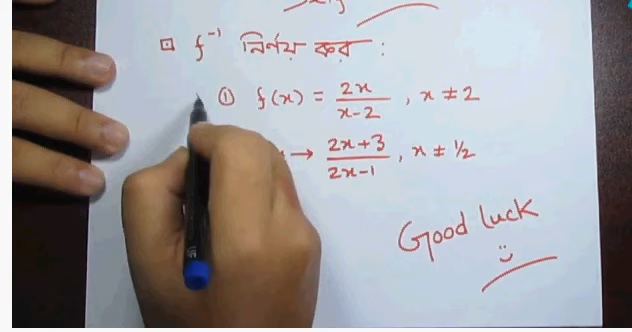 f⁻¹ নির্ণয় কর :
① f(x) = 2x/(x-2) , x ≠ 2
x → (2x+3)/(2x-1) , x ≠ 1/2
Good luck